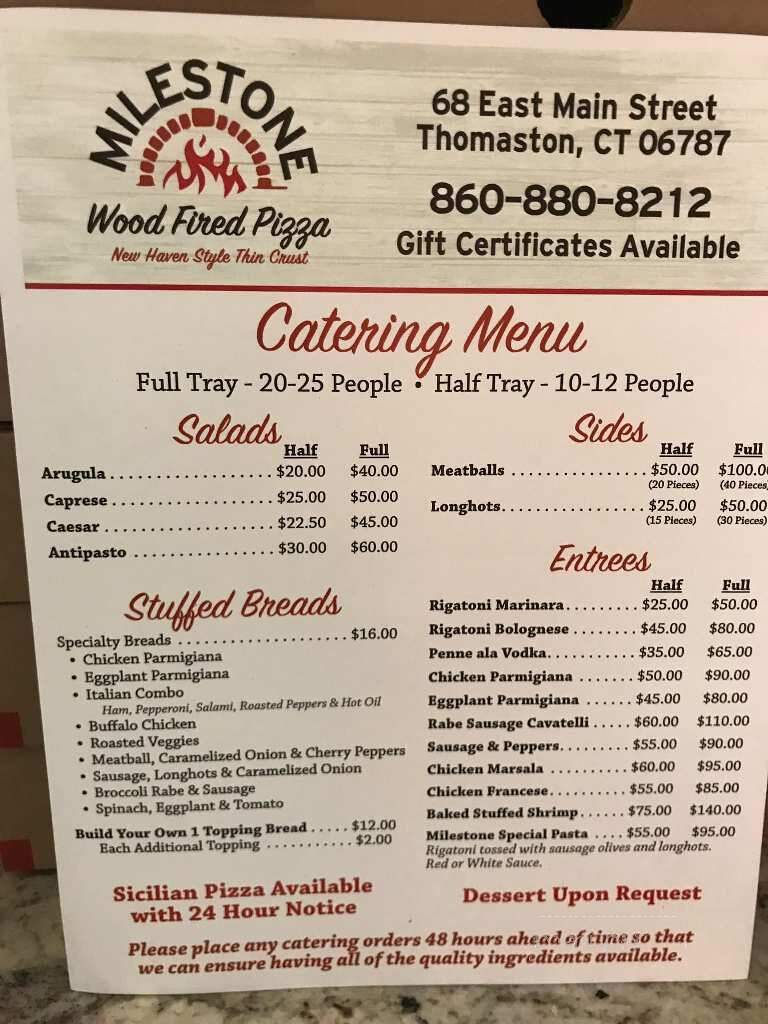 MILESTONE
Wood Fired Pizza
New Haven Style Thin Crust
68 East Main Street
Thomaston, CT 06787
860-880-8212
Gift Certificates Available
Catering Menu
Full Tray - 20-25 People • Half Tray - 10-12 People
Salads
Half Full
Arugula . . . . . . . . . . . . . . . . . $20.00 $40.00
Caprese . . . . . . . . . . . . . . . . . $25.00 $50.00
Caesar . . . . . . . . . . . . . . . . . . $22.50 $45.00
Antipasto . . . . . . . . . . . . . . . $30.00 $60.00
Stuffed Breads
Specialty Breads . . . . . . . . . . . . . . . . . . $16.00
• Chicken Parmigiana
• Eggplant Parmigiana
• Italian Combo
Ham, Pepperoni, Salami, Roasted Peppers & Hot Oil
• Buffalo Chicken
• Roasted Veggies
• Meatball, Caramelized Onion & Cherry Peppers
• Sausage, Longhots & Caramelized Onion
• Broccoli Rabe & Sausage
• Spinach, Eggplant & Tomato
Build Your Own 1 Topping Bread . . . . . $12.00
Each Additional Topping . . . . . . . . . . . $2.00
Sicilian Pizza Available
with 24 Hour Notice
Sides
Half Full
Meatballs . . . . . . . . . . . . . . . . $50.00 $100.00
(20 Pieces) (40 Pieces)
Longhots. . . . . . . . . . . . . . . . . $25.00 $50.00
(15 Pieces) (30 Pieces)
Entrees
Half Full
Rigatoni Marinara. . . . . . . . . $25.00 $50.00
Rigatoni Bolognese . . . . . . . . $45.00 $80.00
Penne ala Vodka. . . . . . . . . . . $35.00 $65.00
Chicken Parmigiana . . . . . . . $50.00 $90.00
Eggplant Parmigiana . . . . . . $45.00 $80.00
Rabe Sausage Cavatelli . . . . . $60.00 $110.00
Sausage & Peppers. . . . . . . . . $55.00 $90.00
Chicken Marsala . . . . . . . . . . $60.00 $95.00
Chicken Francese. . . . . . . . . . $55.00 $85.00
Baked Stuffed Shrimp. . . . . . $75.00 $140.00
Milestone Special Pasta . . . . $55.00 $95.00
Rigatoni tossed with sausage olives and longhots.
Red or White Sauce.
Dessert Upon Request
Please place any catering orders 48 hours ahead of time so that
we can ensure having all of the quality ingredients available.